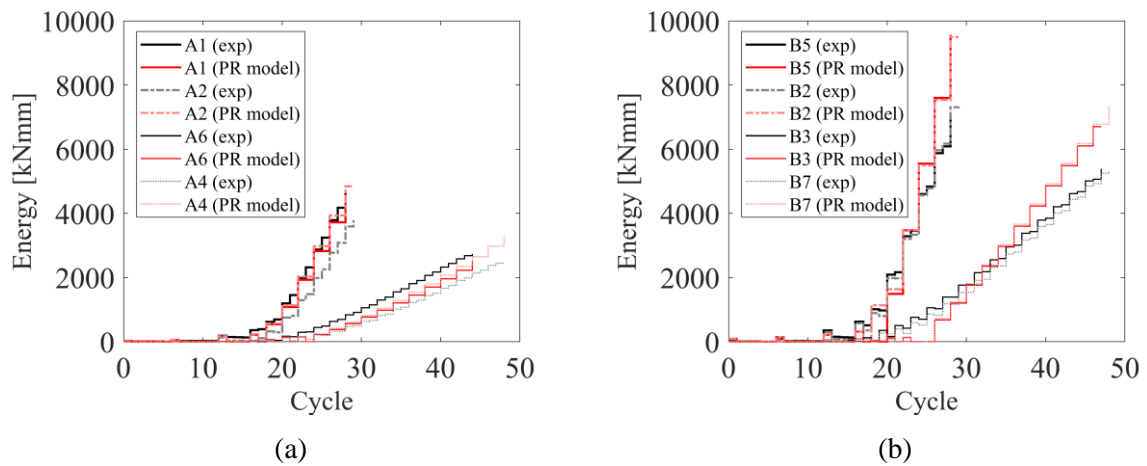 10000
8000
6000
4000
2000
0
Energy [kNmm]
A1 (exp)
A1 (PR model)
A2 (exp)
A2 (PR model)
A6 (exp)
A6 (PR model)
A4 (exp)
A4 (PR model)
0 10 20 30 40 50
Cycle
(a)
10000
8000
6000
4000
2000
0
Energy [kNmm]
B5 (exp)
B5 (PR model)
B2 (exp)
B2 (PR model)
B3 (exp)
B3 (PR model)
B7 (exp)
B7 (PR model)
0 10 20 30 40 50
Cycle
(b)